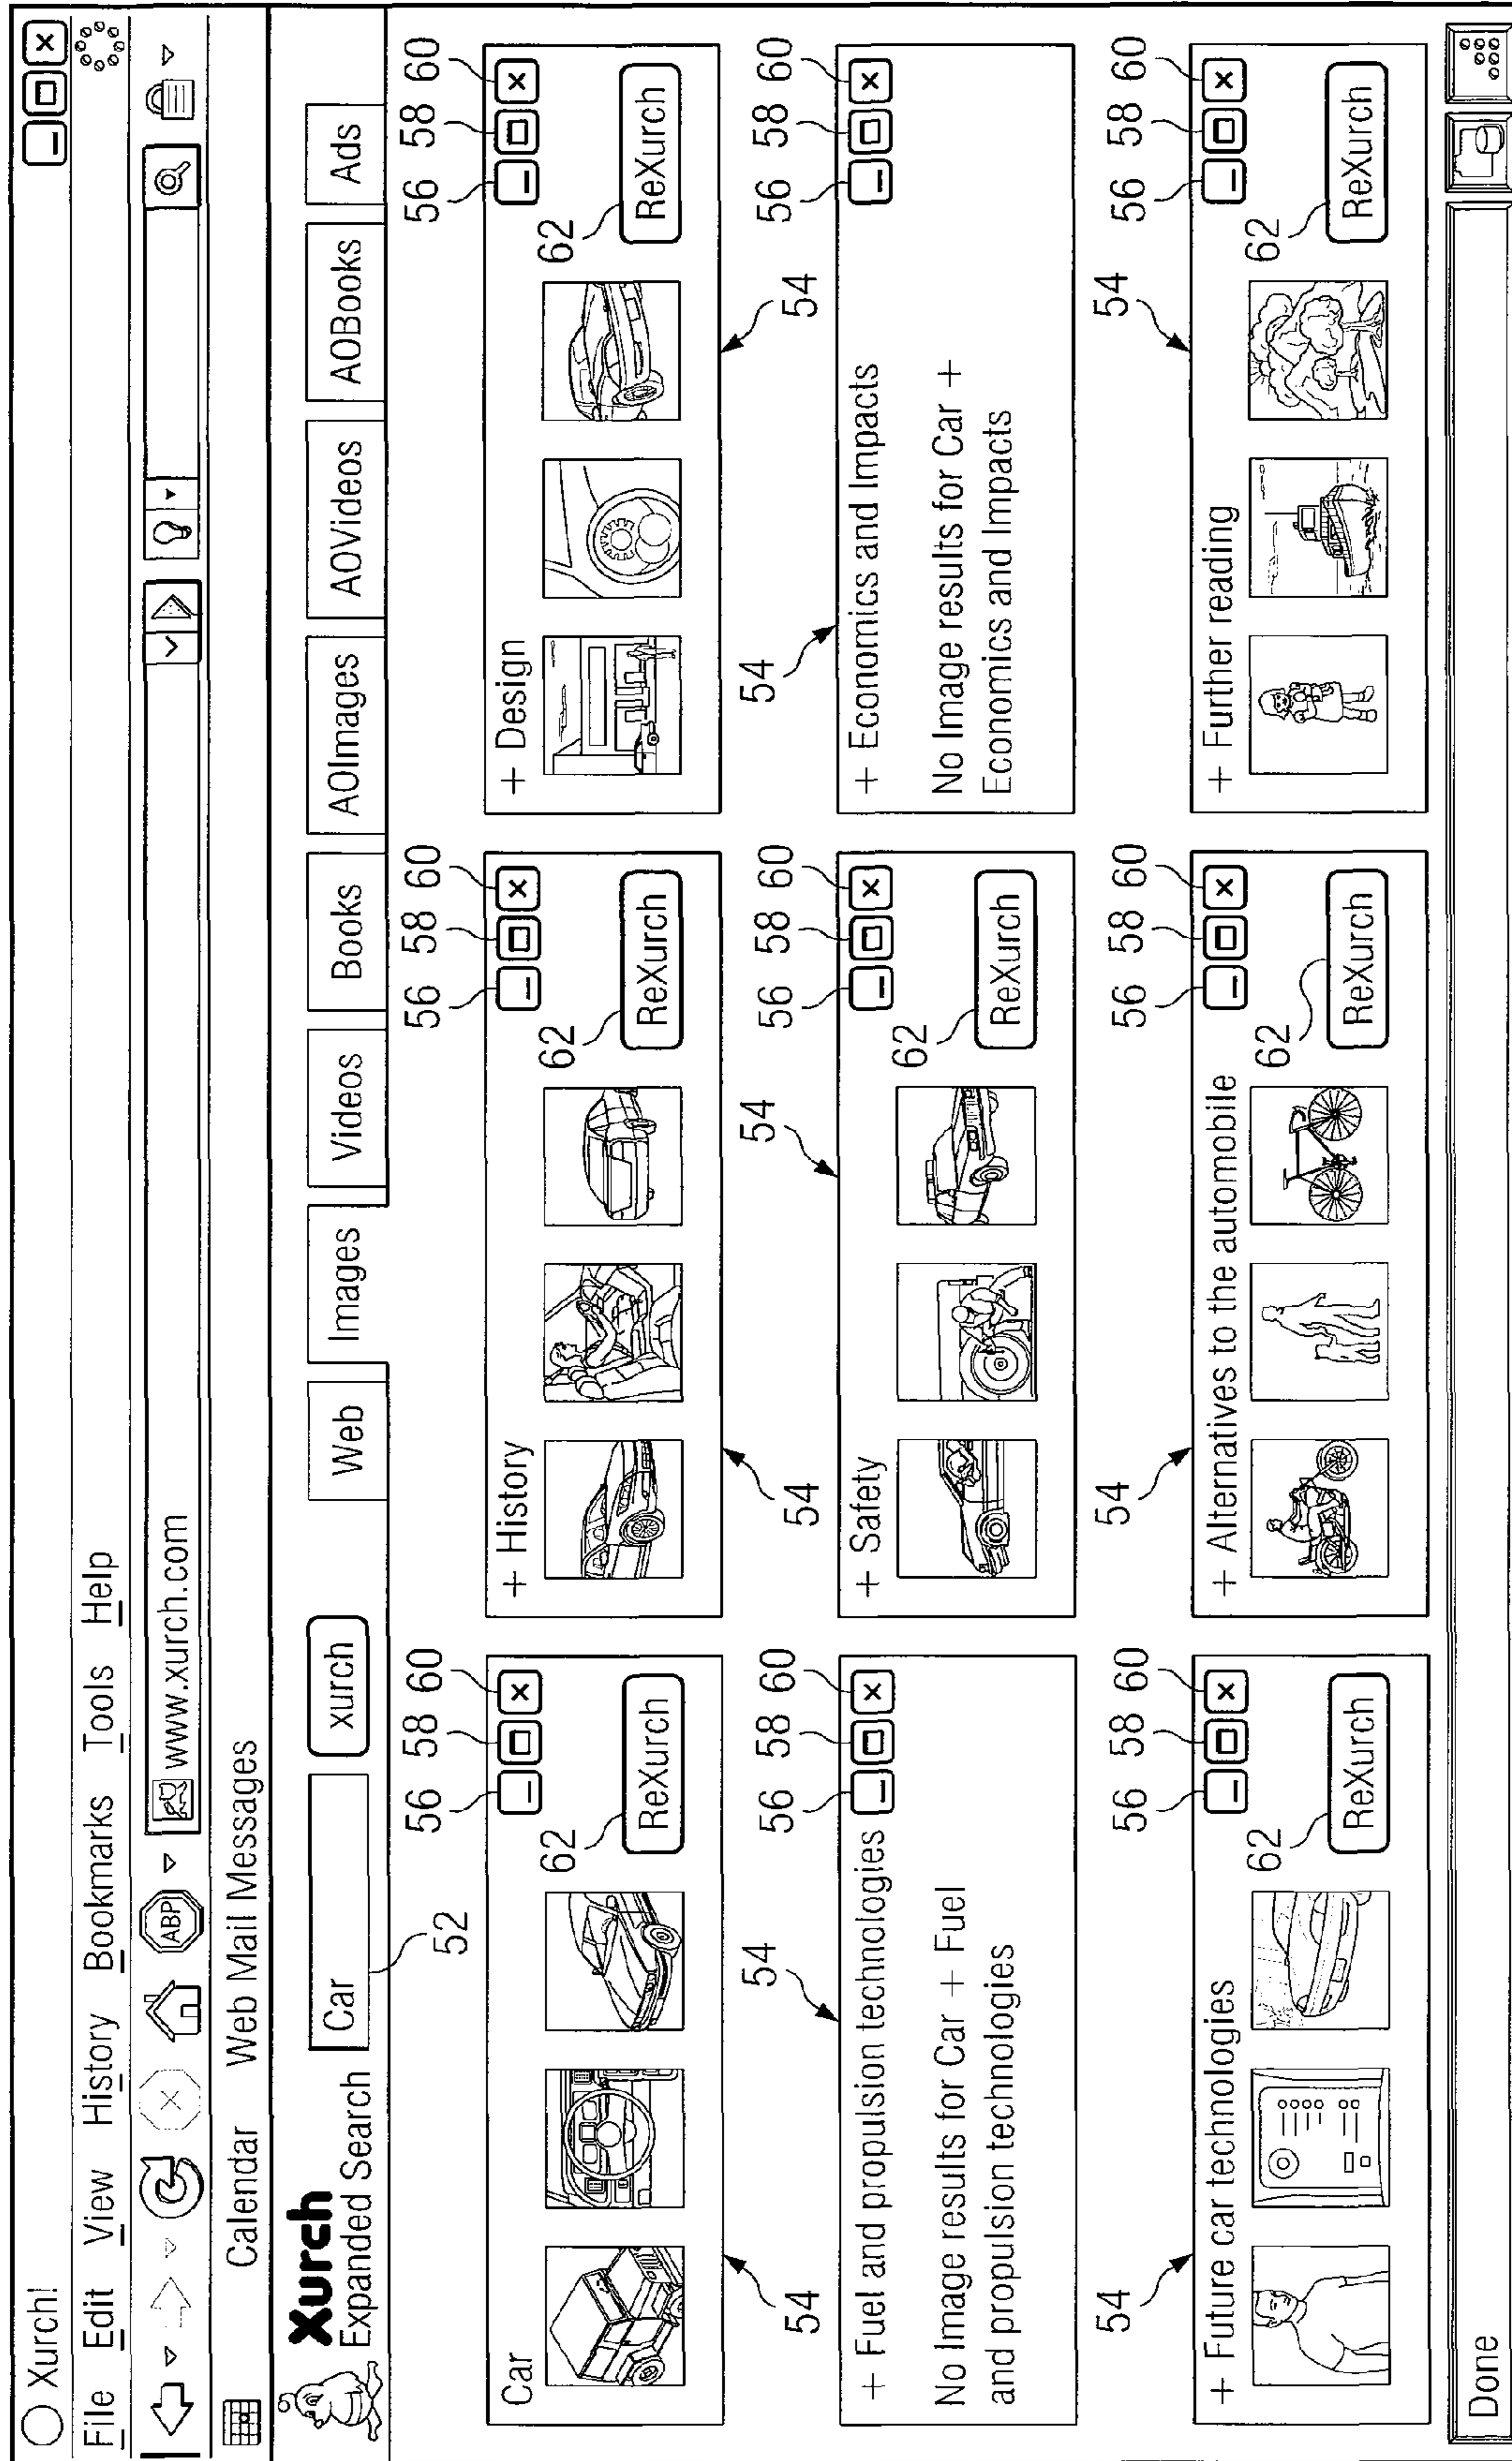 Xurch!
File Edit View History Bookmarks Tools Help
ABP www.xurch.com
Calendar Web Mail Messages
Xurch
Expanded Search
Car
xurch
Web Images Videos Books AOImages AOVideos AOBooks Ads
52
56 58 60 56 58 60 56 58 60
Car + History + Design
62 62 62
ReXurch ReXurch ReXurch
54 54 54
54 54 54
56 58 60 56 58 60 56 58 60
+ Fuel and propulsion technologies + Safety + Economics and Impacts
62
No Image results for Car + Fuel ReXurch No Image results for Car +
and propulsion technologies Economics and Impacts
54 54 54
56 58 60 56 58 60 56 58 60
+ Future car technologies + Alternatives to the automobile + Further reading
62 62 62
ReXurch ReXurch ReXurch
Done